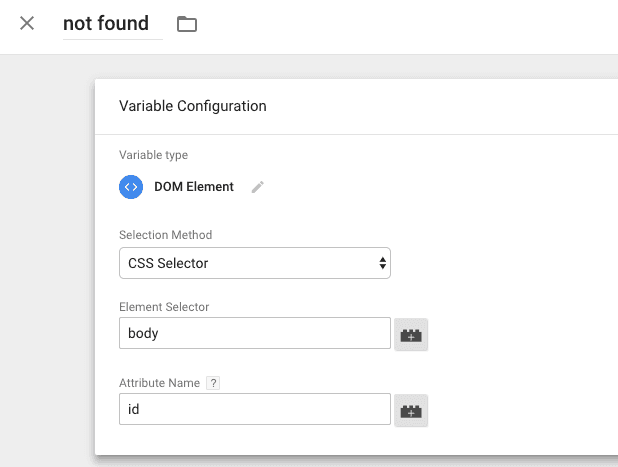 not found
Variable Configuration
Variable type
DOM Element
Selection Method
CSS Selector
Element Selector
body
Attribute Name ?
id